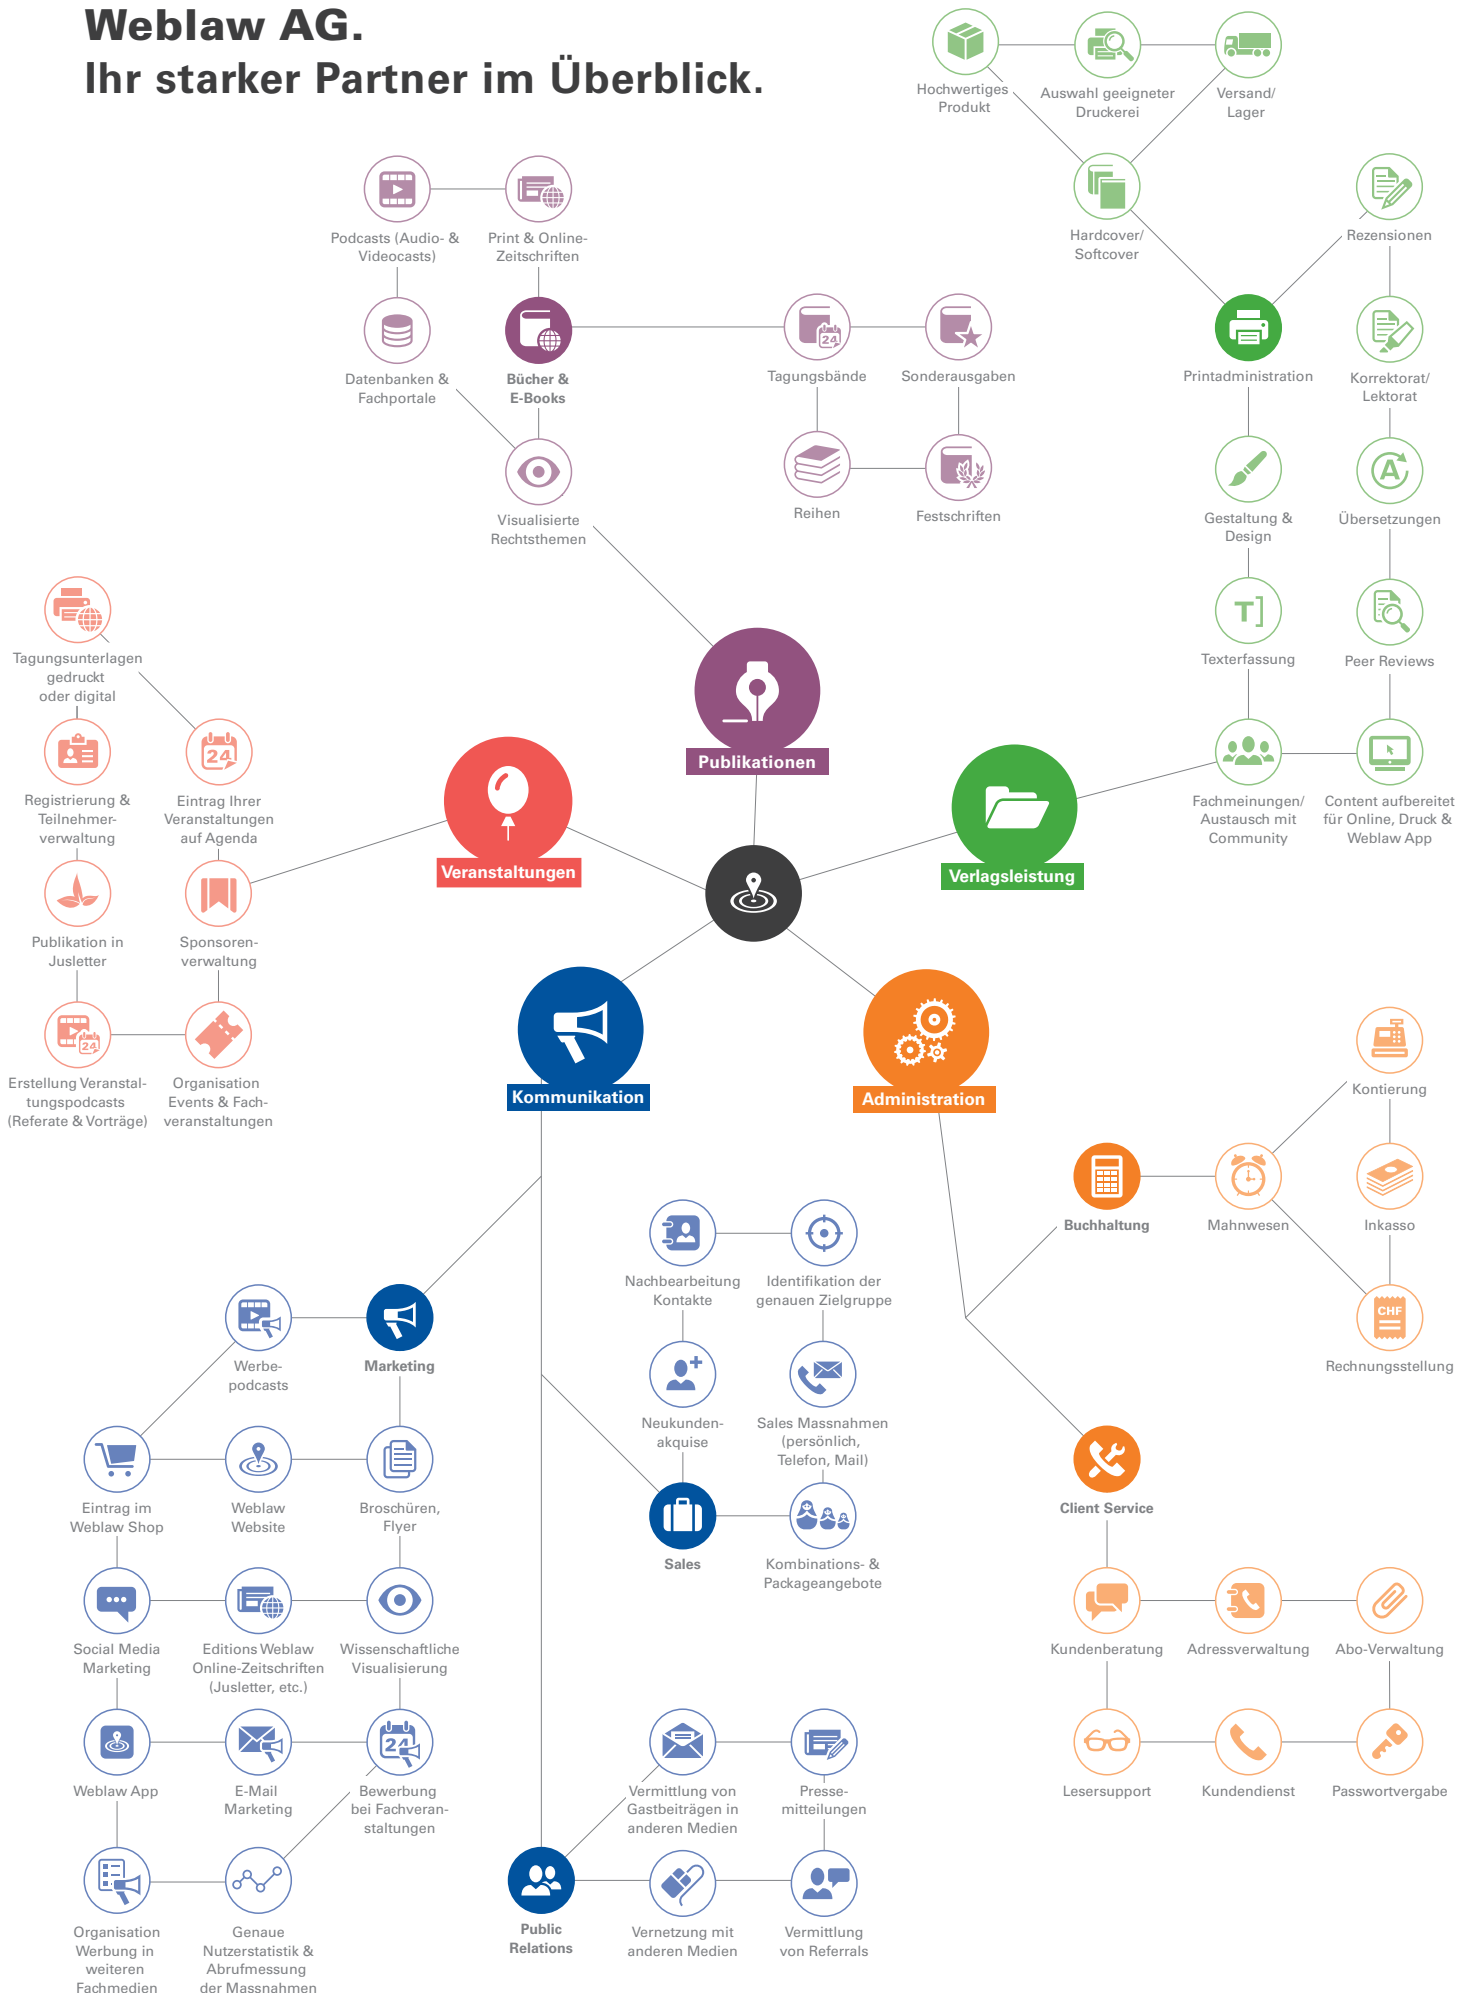 Weblaw AG.
Ihr starker Partner im Überblick.
Hochwertiges
Produkt
Auswahl geeigneter
Druckerei
Versand/
Lager
Hardcover/
Softcover
Rezensionen
Printadministration
Korrektorat/
Lektorat
Gestaltung &
Design
Übersetzungen
Texterfassung
Peer Reviews
Fachmeinungen/
Austausch mit
Community
Content aufbereitet
für Online, Druck &
Weblaw App
Podcasts (Audio- &
Videocasts)
Print & Online-
Zeitschriften
Datenbanken &
Fachportale
Bücher &
E-Books
24
Tagungsbände
Sonderausgaben
Reihen
Festschriften
Visualisierte
Rechtsthemen
A
T]
Publikationen
Veranstaltungen
Verlagsleistung
Kommunikation
Administration
Tagungsunterlagen
gedruckt
oder digital
Registrierung &
Teilnehmer-
verwaltung
24
Eintrag Ihrer
Veranstaltungen
auf Agenda
Publikation in
Jusletter
Sponsoren-
verwaltung
24
Erstellung Veranstal-
tungspodcasts
(Referate & Vorträge)
Organisation
Events & Fach-
veranstaltungen
Kontierung
Buchhaltung
Mahnwesen
Inkasso
CHF
Rechnungsstellung
Client Service
Kundenberatung
Adressverwaltung
Abo-Verwaltung
Lesersupport
Kundendienst
Passwortvergabe
Nachbearbeitung
Kontakte
Identifikation der
genauen Zielgruppe
Neukunden-
akquise
Sales Massnahmen
(persönlich,
Telefon, Mail)
Sales
Kombinations- &
Packageangebote
Werbe-
podcasts
Marketing
Eintrag im
Weblaw Shop
Weblaw
Website
Broschüren,
Flyer
Social Media
Marketing
Editions Weblaw
Online-Zeitschriften
(Jusletter, etc.)
Wissenschaftliche
Visualisierung
Weblaw App
E-Mail
Marketing
24
Bewerbung
bei Fachveran-
staltungen
Organisation
Werbung in
weiteren
Fachmedien
Genaue
Nutzerstatistik &
Abrufmessung
der Massnahmen
Vermittlung von
Gastbeiträgen in
anderen Medien
Presse-
mitteilungen
Public
Relations
Vernetzung mit
anderen Medien
Vermittlung
von Referrals